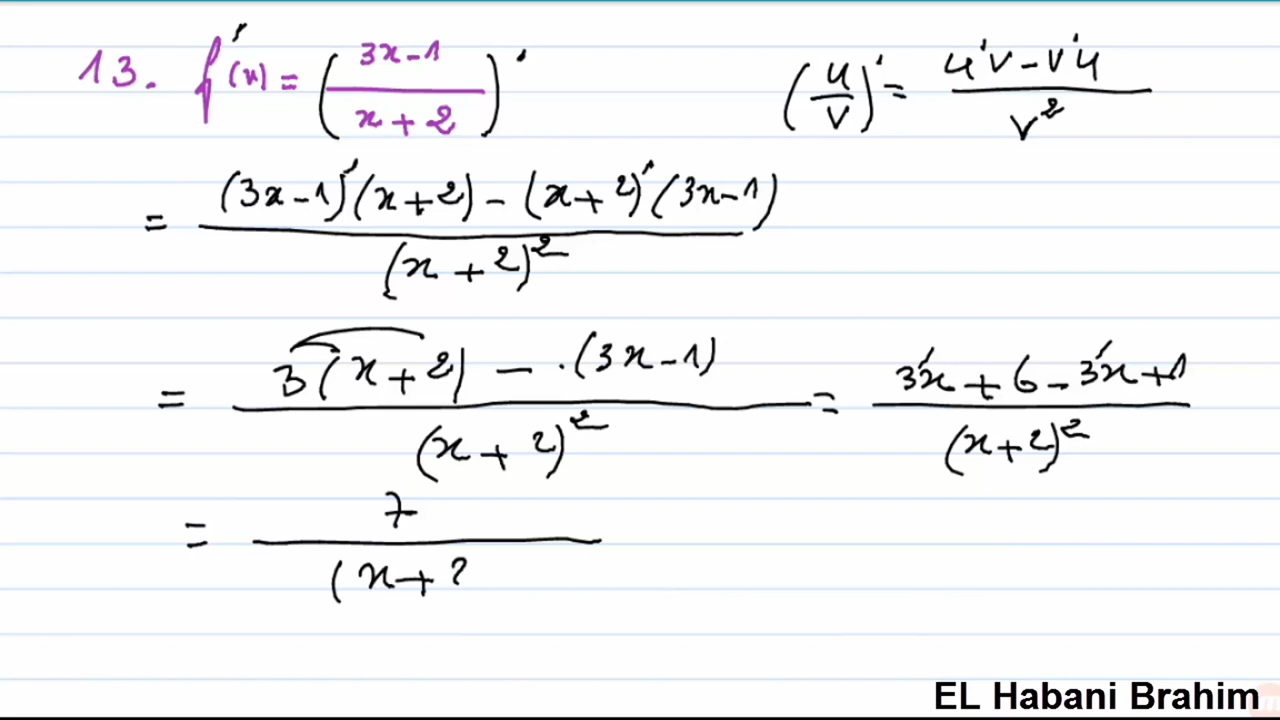 13. f'(x) = ((3x-1)/(x+2))' (u/v)' = (u'v-v'u)/v²
= ((3x-1)'(x+2)-(x+2)'(3x-1))/(x+2)²
= (3(x+2)-.(3x-1))/(x+2)² = (3x+6-3x+1)/(x+2)²
= 7/(x+2
EL Habani Brahim